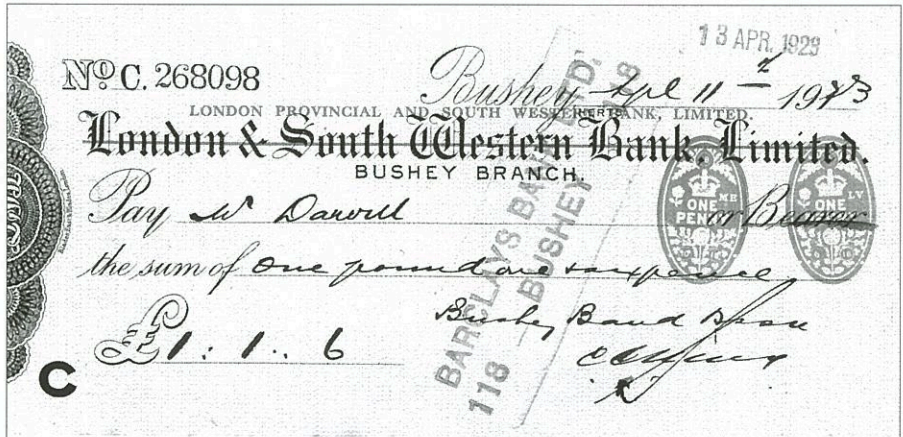 13 APR. 1923
Nº C. 268098
Bushey Apl 11th 1923
LONDON PROVINCIAL AND SOUTH WESTERN BANK, LIMITED.
London & South Western Bank, Limited.
BUSHEY BRANCH.
Pay Mr Darvill or Bearer
ONE PENNY
ONE
the sum of One pound one & sixpence
£1 : 1 : 6
Bushey Band
BARCLAYS BANK LTD.
118 BUSHEY 118
C